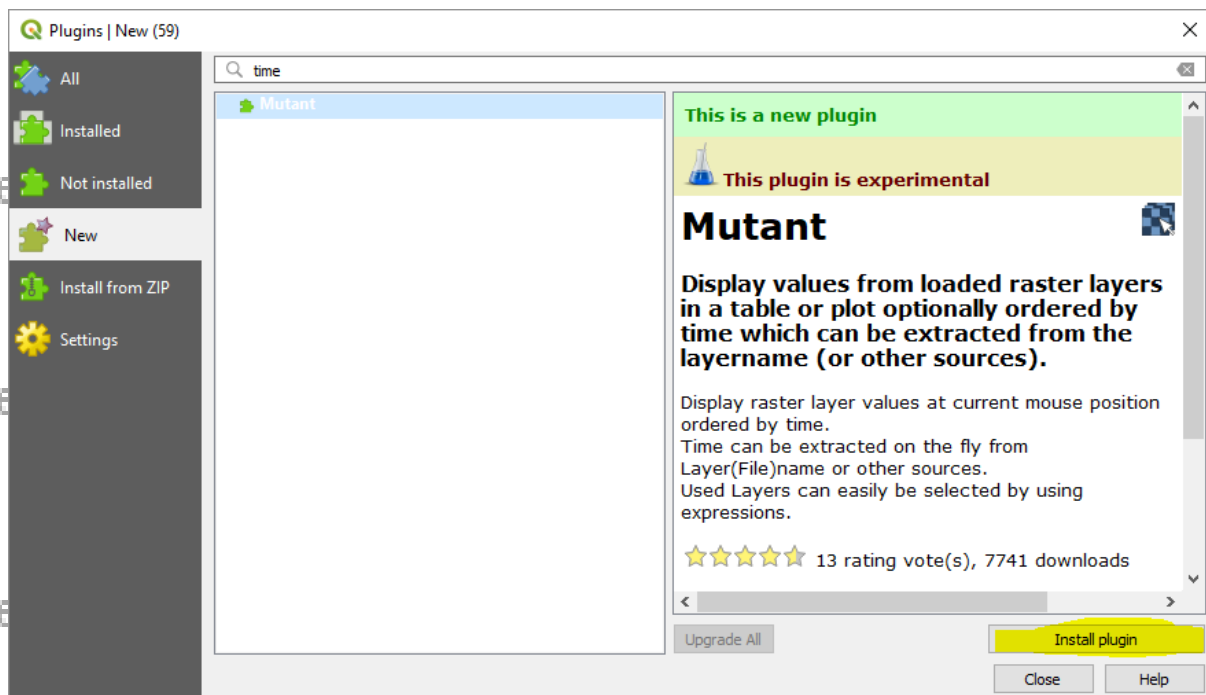 Plugins | New (59)
All
Installed
Not installed
New
Install from ZIP
Settings
time
Mutant
This is a new plugin
This plugin is experimental
Mutant
Display values from loaded raster layers
in a table or plot optionally ordered by
time which can be extracted from the
layername (or other sources).
Display raster layer values at current mouse position
ordered by time.
Time can be extracted on the fly from
Layer(File)name or other sources.
Used Layers can easily be selected by using
expressions.
13 rating vote(s), 7741 downloads
Upgrade All
Install plugin
Close
Help